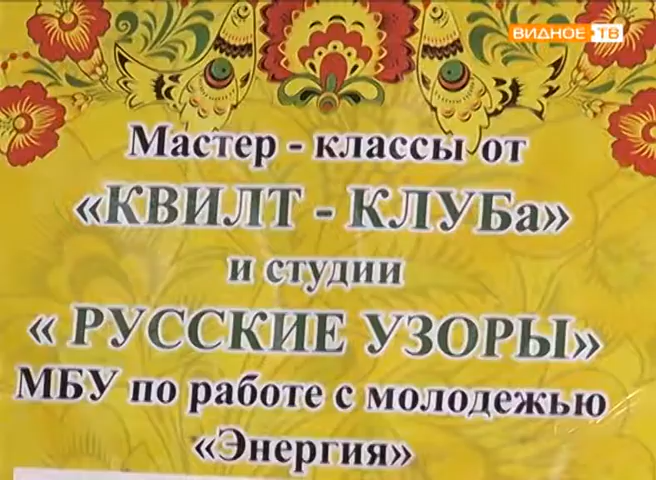 ВИДНОЕ ТВ
Мастер - классы от
«КВИЛТ - КЛУБа»
и студии
« РУССКИЕ УЗОРЫ»
МБУ по работе с молодежью
«Энергия»